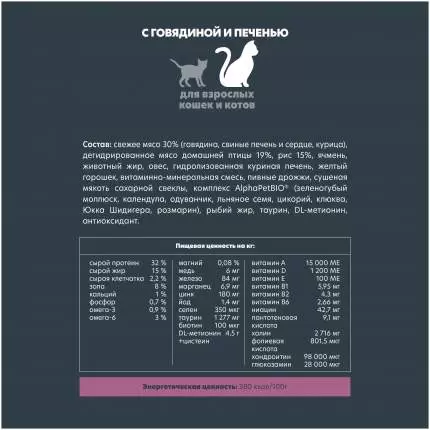 С ГОВЯДИНОЙ И ПЕЧЕНЬЮ
для взрослых
кошек и котов
Состав: свежее мясо 30% (говядина, свиные печень и сердце, курица),
дегидрированное мясо домашней птицы 19%, рис 15%, ячмень,
животный жир, овес, гидролизованная куриная печень, желтый
горошек, витаминно-минеральная смесь, пивные дрожжи, сушеная
мякоть сахарной свеклы, комплекс AlphaPetBIO® (зеленогубый
моллюск, календула, одуванчик, льняное семя, цикорий, клюква,
Юкка Шидигера, розмарин), рыбий жир, таурин, DL-метионин,
антиоксидант.
Пищевая ценность на кг:
сырой протеин 32 %
сырой жир 15 %
сырая клетчатка 2,2 %
зола 8 %
кальций 1 %
фосфор 0,7 %
омега-3 0,9 %
омега-6 3 %
магний 0,08 %
медь 6 мг
железо 84 мг
марганец 6,9 мг
цинк 180 мг
йод 1,4 мг
селен 350 мкг
таурин 1 277 мг
биотин 100 мкг
DL-метионин 4,5 г
+цистеин
витамин А 15 000 МЕ
витамин D 1 200 МЕ
витамин Е 100 МЕ
витамин В1 5,95 мг
витамин В2 4,3 мг
витамин В6 2,66 мг
ниацин 42,7 мг
пантотеновая 9,1 мг
кислота
холин 2 716 мг
фолиевая 801,5 мкг
кислота
хондроитин 98 000 мкг
глюкозамин 28 000 мкг
Энергетическая ценность: 380 ккал/100г